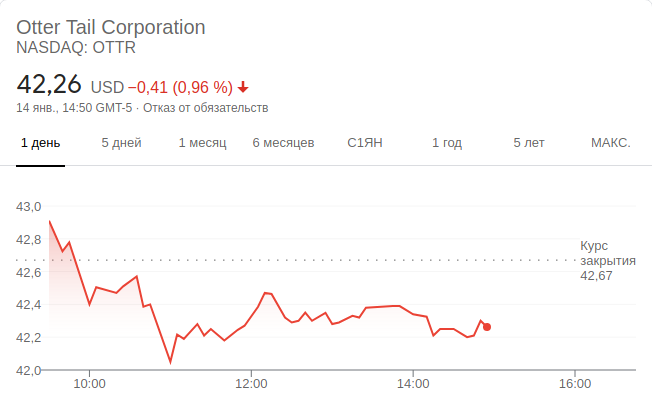 Otter Tail Corporation
NASDAQ: OTTR
42,26 USD −0,41 (0,96 %)
14 янв., 14:50 GMT-5 · Отказ от обязательств
1 день 5 дней 1 месяц 6 месяцев С1ЯН 1 год 5 лет МАКС.
43,0
42,8
42,6
42,4
42,2
42,0
Курс
закрытия
42,67
10:00 12:00 14:00 16:00